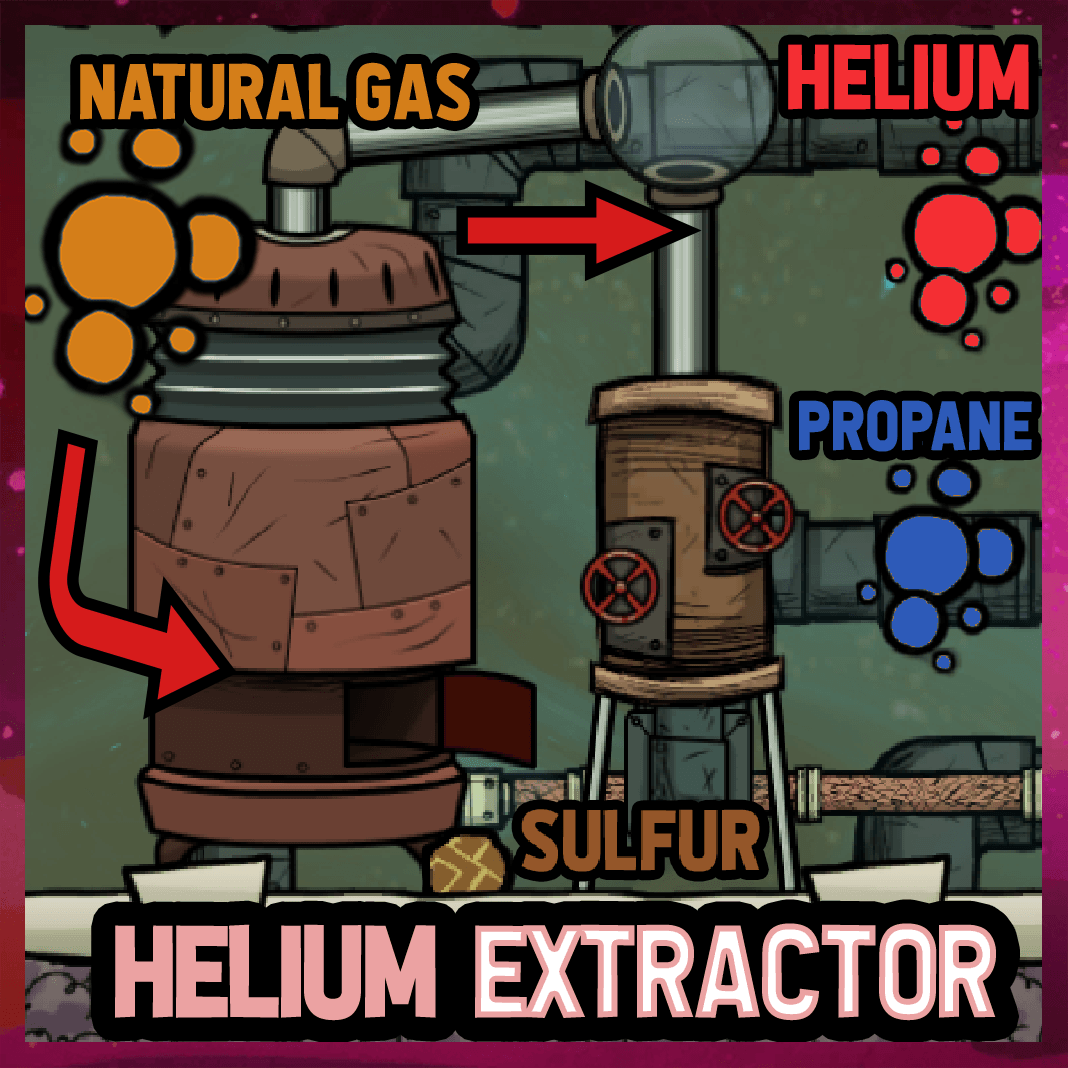 NATURAL GAS
HELIUM
PROPANE
SULFUR
HELIUM EXTRACTOR